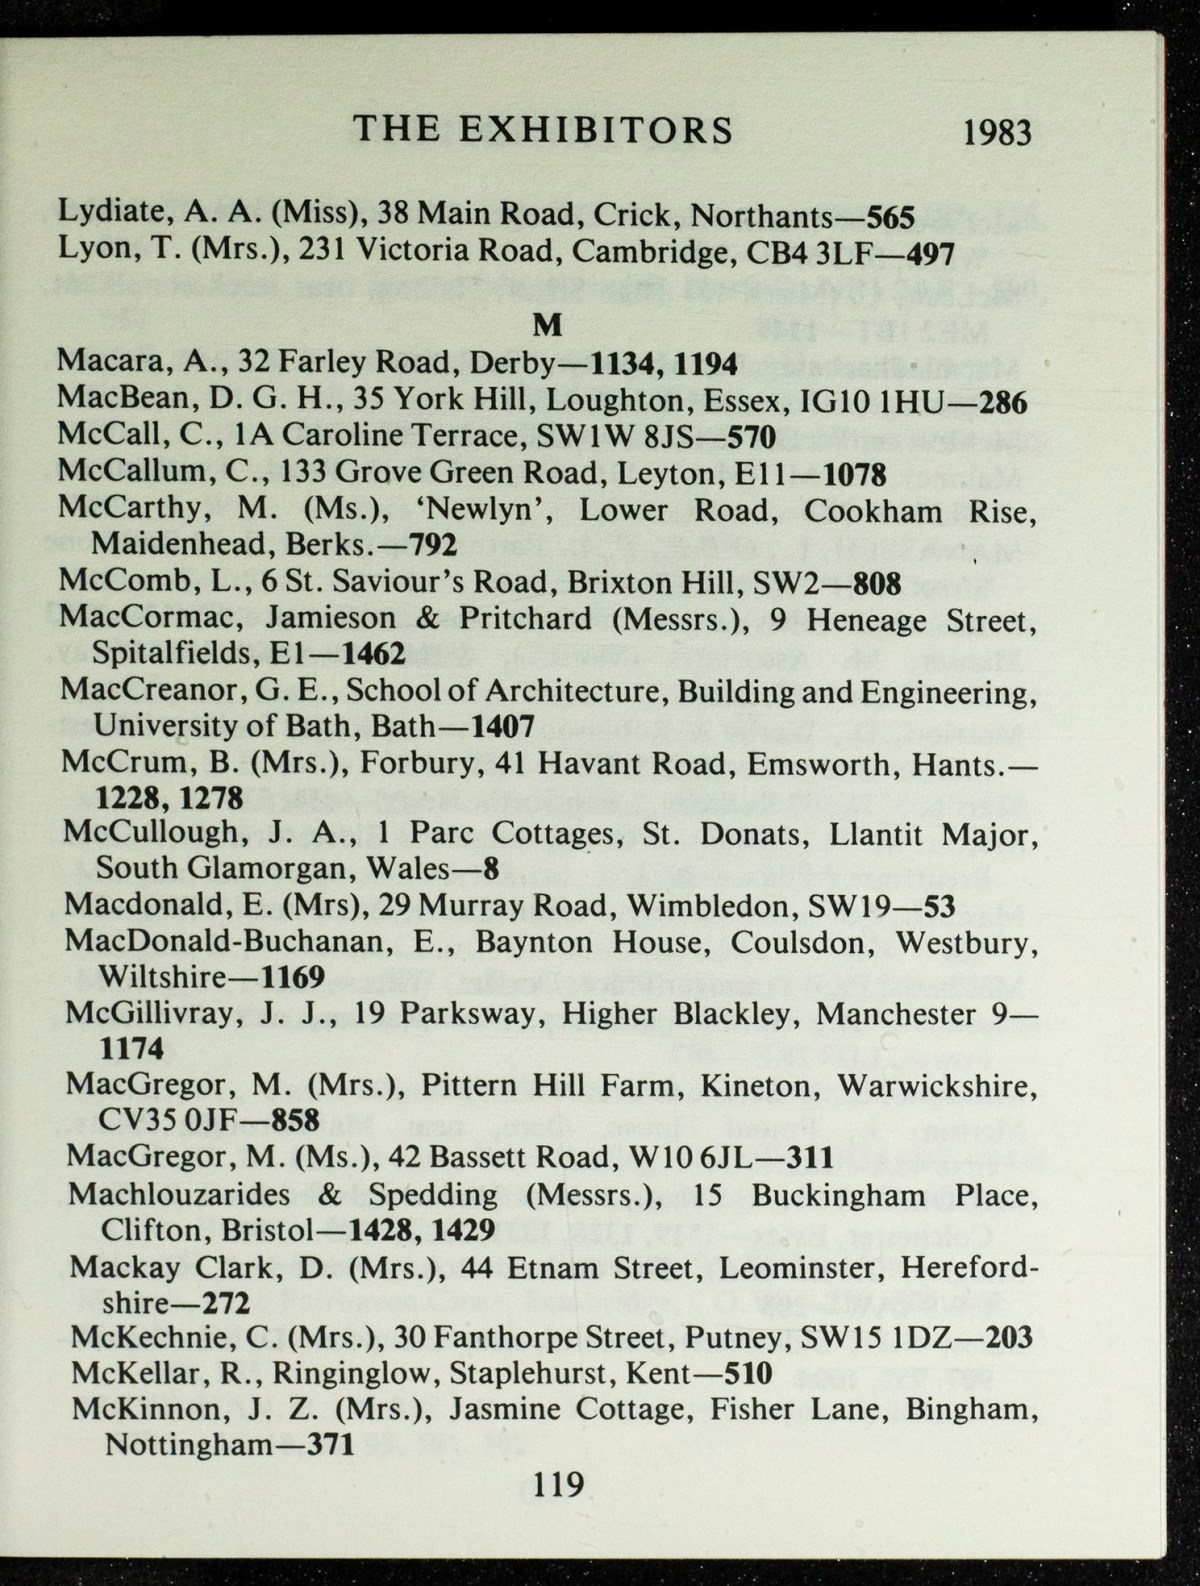 THE EXHIBITORS 1983
Lydiate, A. A. (Miss), 38 Main Road, Crick, Northants—565
Lyon, T. (Mrs.), 231 Victoria Road, Cambridge, CB4 3LF—497
M
Macara, A., 32 Farley Road, Derby—1134, 1194
MacBean, D. G. H., 35 York Hill, Loughton, Essex, IG10 1HU—286
McCall, C., 1A Caroline Terrace, SW1W 8JS—570
McCallum, C., 133 Grove Green Road, Leyton, E11—1078
McCarthy, M. (Ms.), ‘Newlyn’, Lower Road, Cookham Rise,
Maidenhead, Berks.—792
McComb, L., 6 St. Saviour’s Road, Brixton Hill, SW2—808
MacCormac, Jamieson & Pritchard (Messrs.), 9 Heneage Street,
Spitalfields, E1—1462
MacCreanor, G. E., School of Architecture, Building and Engineering,
University of Bath, Bath—1407
McCrum, B. (Mrs.), Forbury, 41 Havant Road, Emsworth, Hants.—
1228, 1278
McCullough, J. A., 1 Parc Cottages, St. Donats, Llantit Major,
South Glamorgan, Wales—8
Macdonald, E. (Mrs), 29 Murray Road, Wimbledon, SW19—53
MacDonald-Buchanan, E., Baynton House, Coulsdon, Westbury,
Wiltshire—1169
McGillivray, J. J., 19 Parksway, Higher Blackley, Manchester 9—
1174
MacGregor, M. (Mrs.), Pittern Hill Farm, Kineton, Warwickshire,
CV35 0JF—858
MacGregor, M. (Ms.), 42 Bassett Road, W10 6JL—311
Machlouzarides & Spedding (Messrs.), 15 Buckingham Place,
Clifton, Bristol—1428, 1429
Mackay Clark, D. (Mrs.), 44 Etnam Street, Leominster, Hereford-
shire—272
McKechnie, C. (Mrs.), 30 Fanthorpe Street, Putney, SW15 1DZ—203
McKellar, R., Ringinglow, Staplehurst, Kent—510
McKinnon, J. Z. (Mrs.), Jasmine Cottage, Fisher Lane, Bingham,
Nottingham—371
119